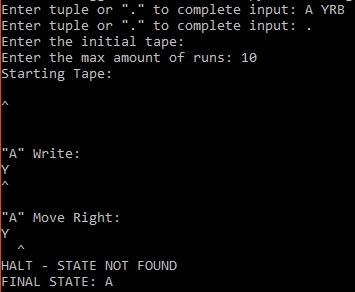 Enter tuple or "." to complete input: A YRB
Enter tuple or "." to complete input: .
Enter the initial tape:
Enter the max amount of runs: 10
Starting Tape:
^
"A" Write:
Y
^
"A" Move Right:
Y
^
HALT - STATE NOT FOUND
FINAL STATE: A